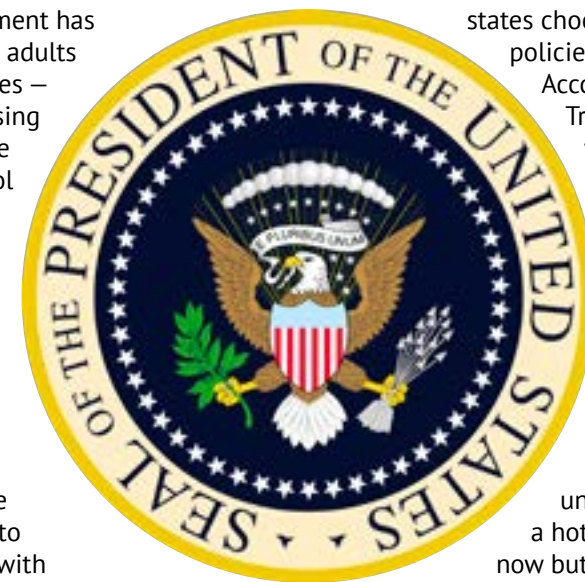 ment has
adults
es –
sing
e
ol
e
to
with
SEAL OF THE PRESIDENT OF THE UNITED STATES
E PLURIBUS UNUM
states choo
policie
Acco
Tr
un
a hot
now but